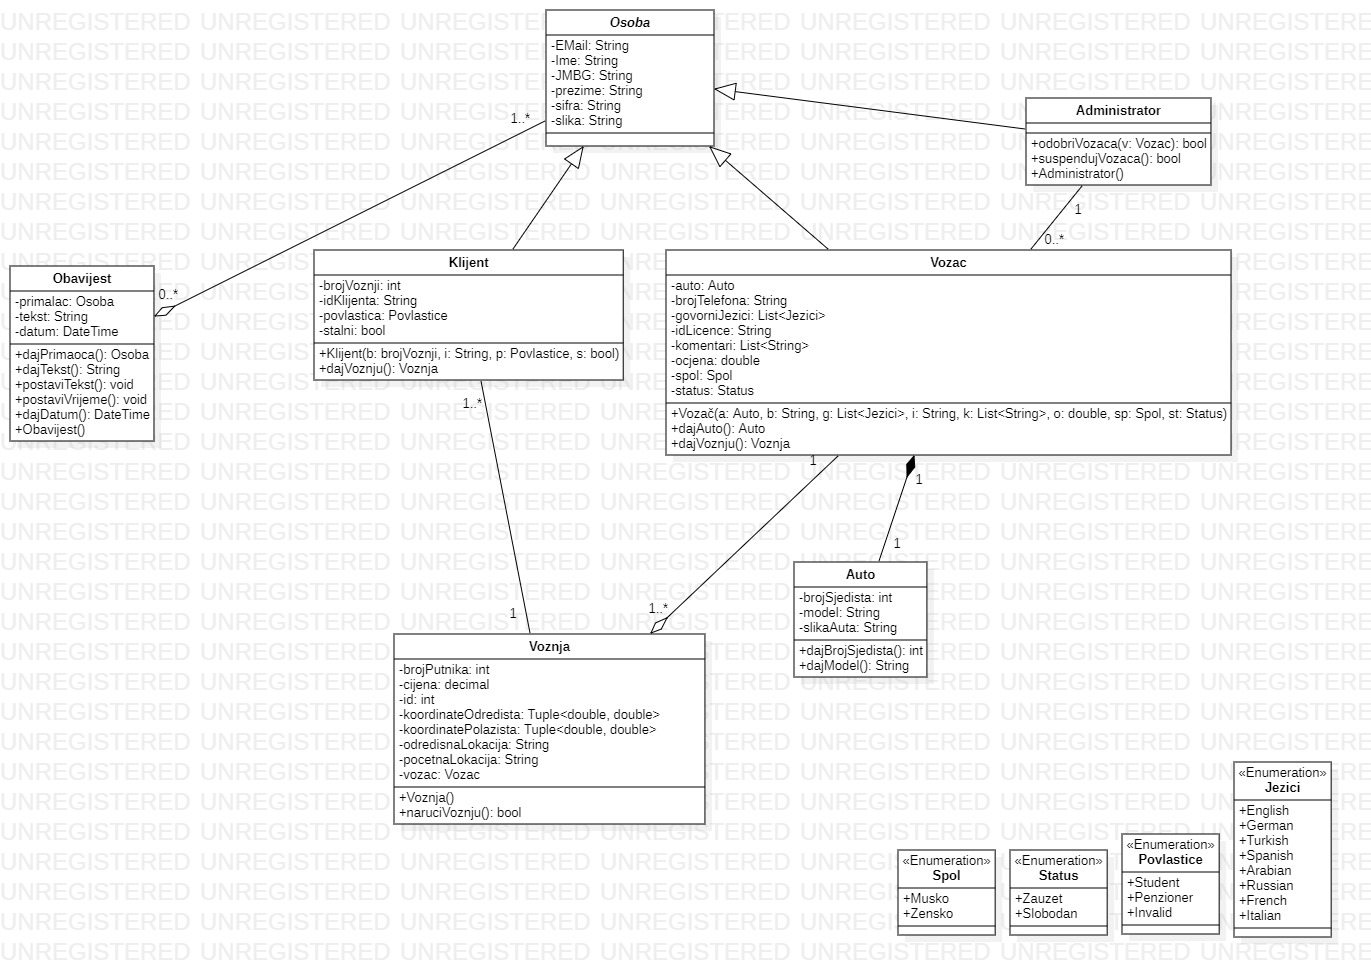 Osoba
-EMail: String
-Ime: String
-JMBG: String
-prezime: String
-sifra: String
-slika: String
Administrator
+odobriVozaca(v: Vozac): bool
+suspendujVozaca(): bool
+Administrator()
1..*
1
0..*
Obavijest
-primalac: Osoba
-tekst: String
-datum: DateTime
+dajPrimaoca(): Osoba
+dajTekst(): String
+postaviTekst(): void
+postaviVrijeme(): void
+dajDatum(): DateTime
+Obavijest()
0..*
Klijent
-brojVoznji: int
-idKlijenta: String
-povlastica: Povlastice
-stalni: bool
+Klijent(b: brojVoznji, i: String, p: Povlastice, s: bool)
+dajVoznju(): Voznja
Vozac
-auto: Auto
-brojTelefona: String
-govorniJezici: List<Jezici>
-idLicence: String
-komentari: List<String>
-ocjena: double
-spol: Spol
-status: Status
+Vozač(a: Auto, b: String, g: List<Jezici>, i: String, k: List<String>, o: double, sp: Spol, st: Status)
+dajAuto(): Auto
+dajVoznju(): Voznja
1..*
1
1
1
1
1..*
Auto
-brojSjedista: int
-model: String
-slikaAuta: String
+dajBrojSjedista(): int
+dajModel(): String
Voznja
-brojPutnika: int
-cijena: decimal
-id: int
-koordinateOdredista: Tuple<double, double>
-koordinatePolazista: Tuple<double, double>
-odredisnaLokacija: String
-pocetnaLokacija: String
-vozac: Vozac
+Voznja()
+naruciVoznju(): bool
«Enumeration»
Spol
+Musko
+Zensko
«Enumeration»
Status
+Zauzet
+Slobodan
«Enumeration»
Povlastice
+Student
+Penzioner
+Invalid
«Enumeration»
Jezici
+English
+German
+Turkish
+Spanish
+Arabian
+Russian
+French
+Italian
UNREGISTERED